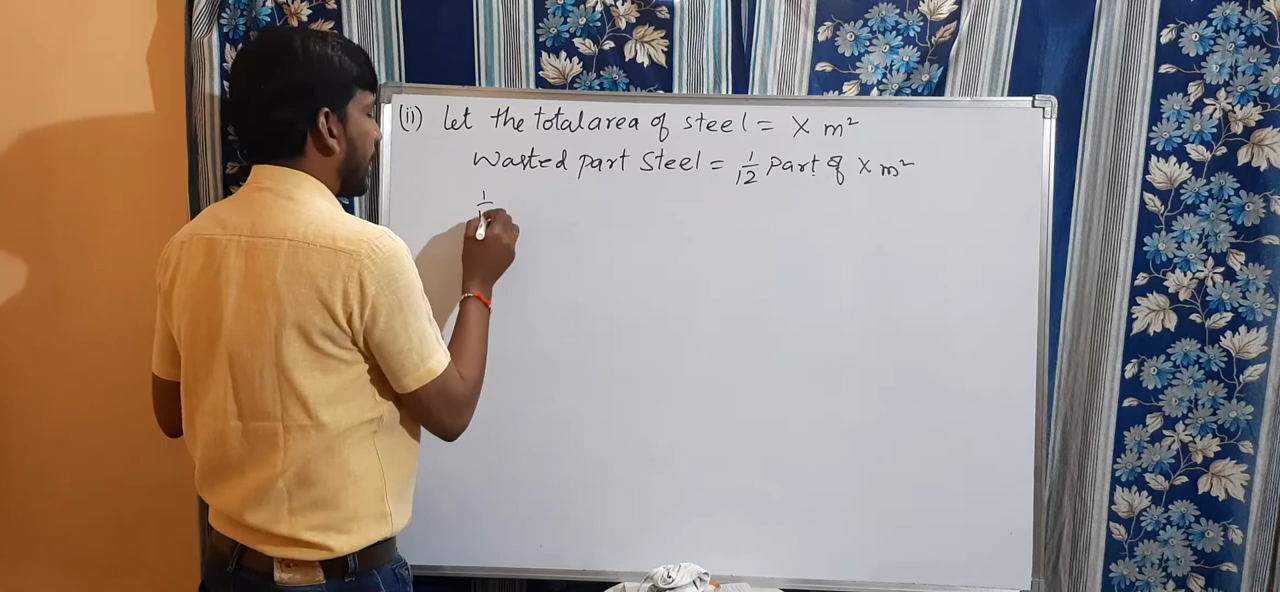 (ii) Let the total area of steel = X m²
Wasted part Steel = 1/12 part of X m²
1/